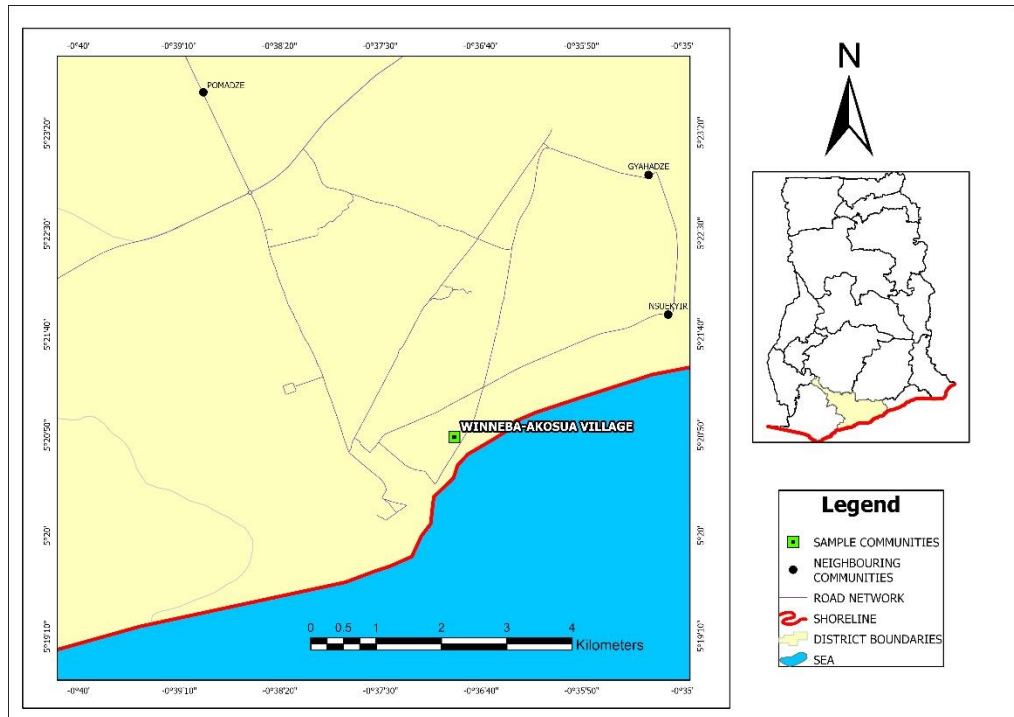 -0°40'
-0°39'10"
-0°38'20"
-0°37'30"
-0°36'40"
-0°35'50"
-0°35'
POMADZE
5°23'20"
5°23'20"
GYAHADZE
5°22'30"
5°22'30"
NSUEKYIR
5°21'40"
5°21'40"
WINNEBA-AKOSUA VILLAGE
5°20'50"
5°20'50"
5°20'
5°20'
5°19'10"
5°19'10"
0 0.5 1 2 3 4
Kilometers
-0°40'
-0°39'10"
-0°38'20"
-0°37'30"
-0°36'40"
-0°35'50"
-0°35'
N
Legend
SAMPLE COMMUNITIES
NEIGHBOURING
COMMUNITIES
ROAD NETWORK
SHORELINE
DISTRICT BOUNDARIES
SEA